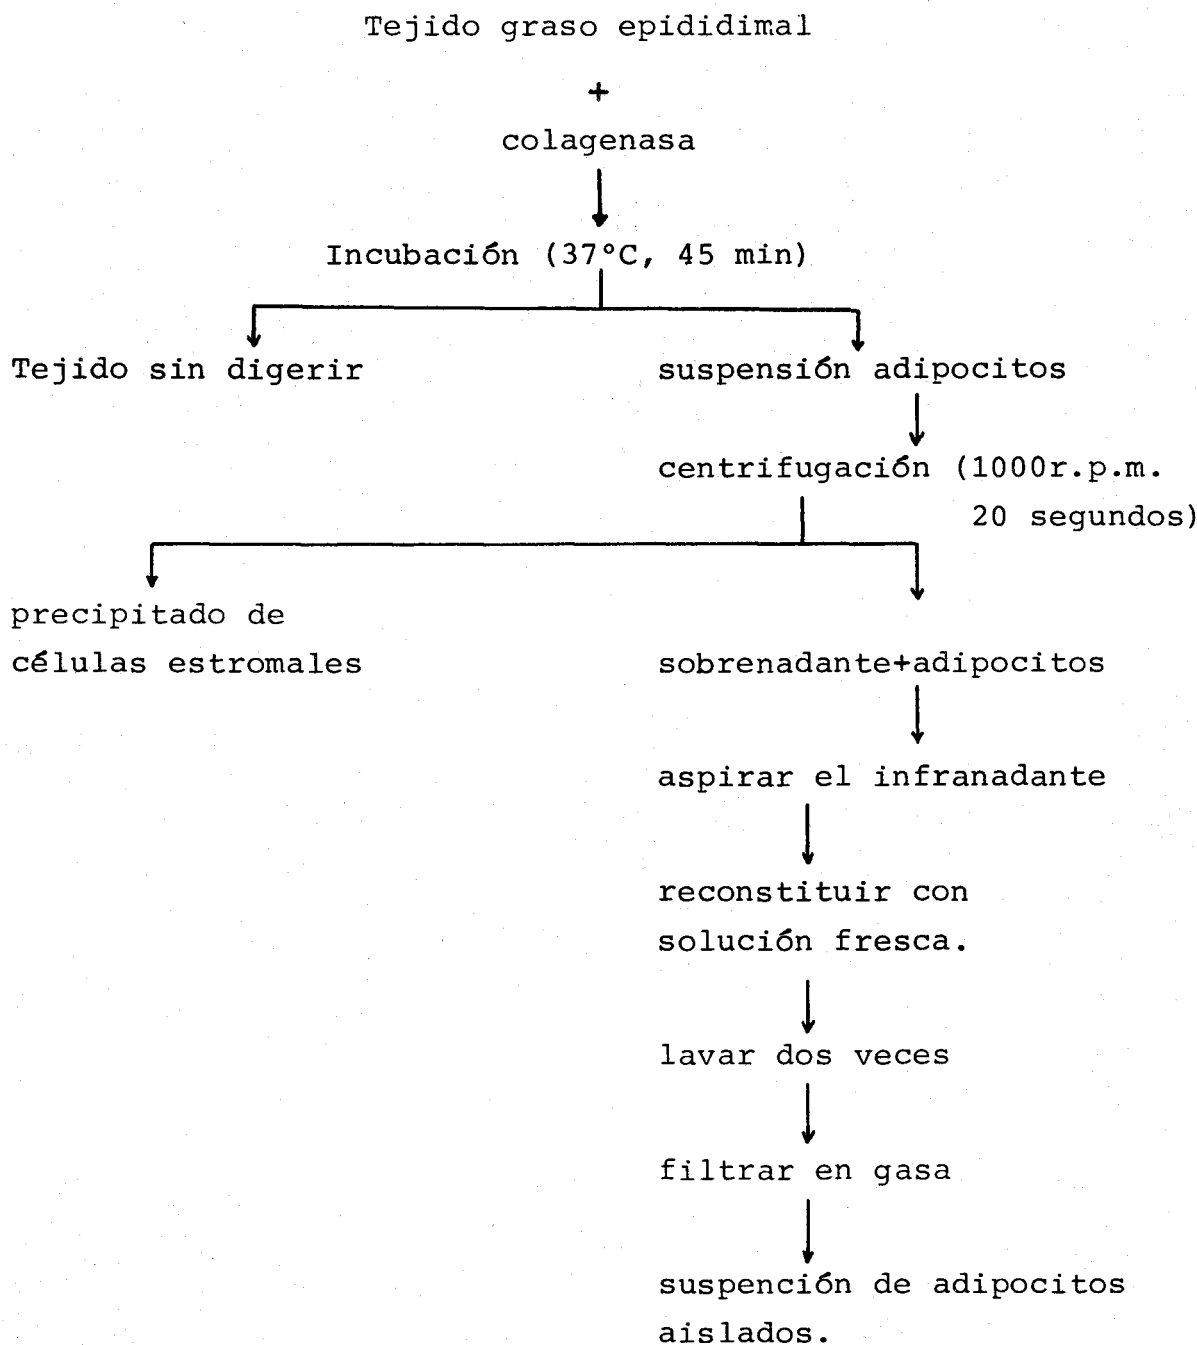 Tejido graso epididimal
+
colagenasa
Incubación (37°C, 45 min)
Tejido sin digerir
suspensión adipocitos
centrifugación (1000r.p.m.
20 segundos)
precipitado de
células estromales
sobrenadante+adipocitos
aspirar el infranadante
reconstituir con
solución fresca.
lavar dos veces
filtrar en gasa
suspención de adipocitos
aislados.